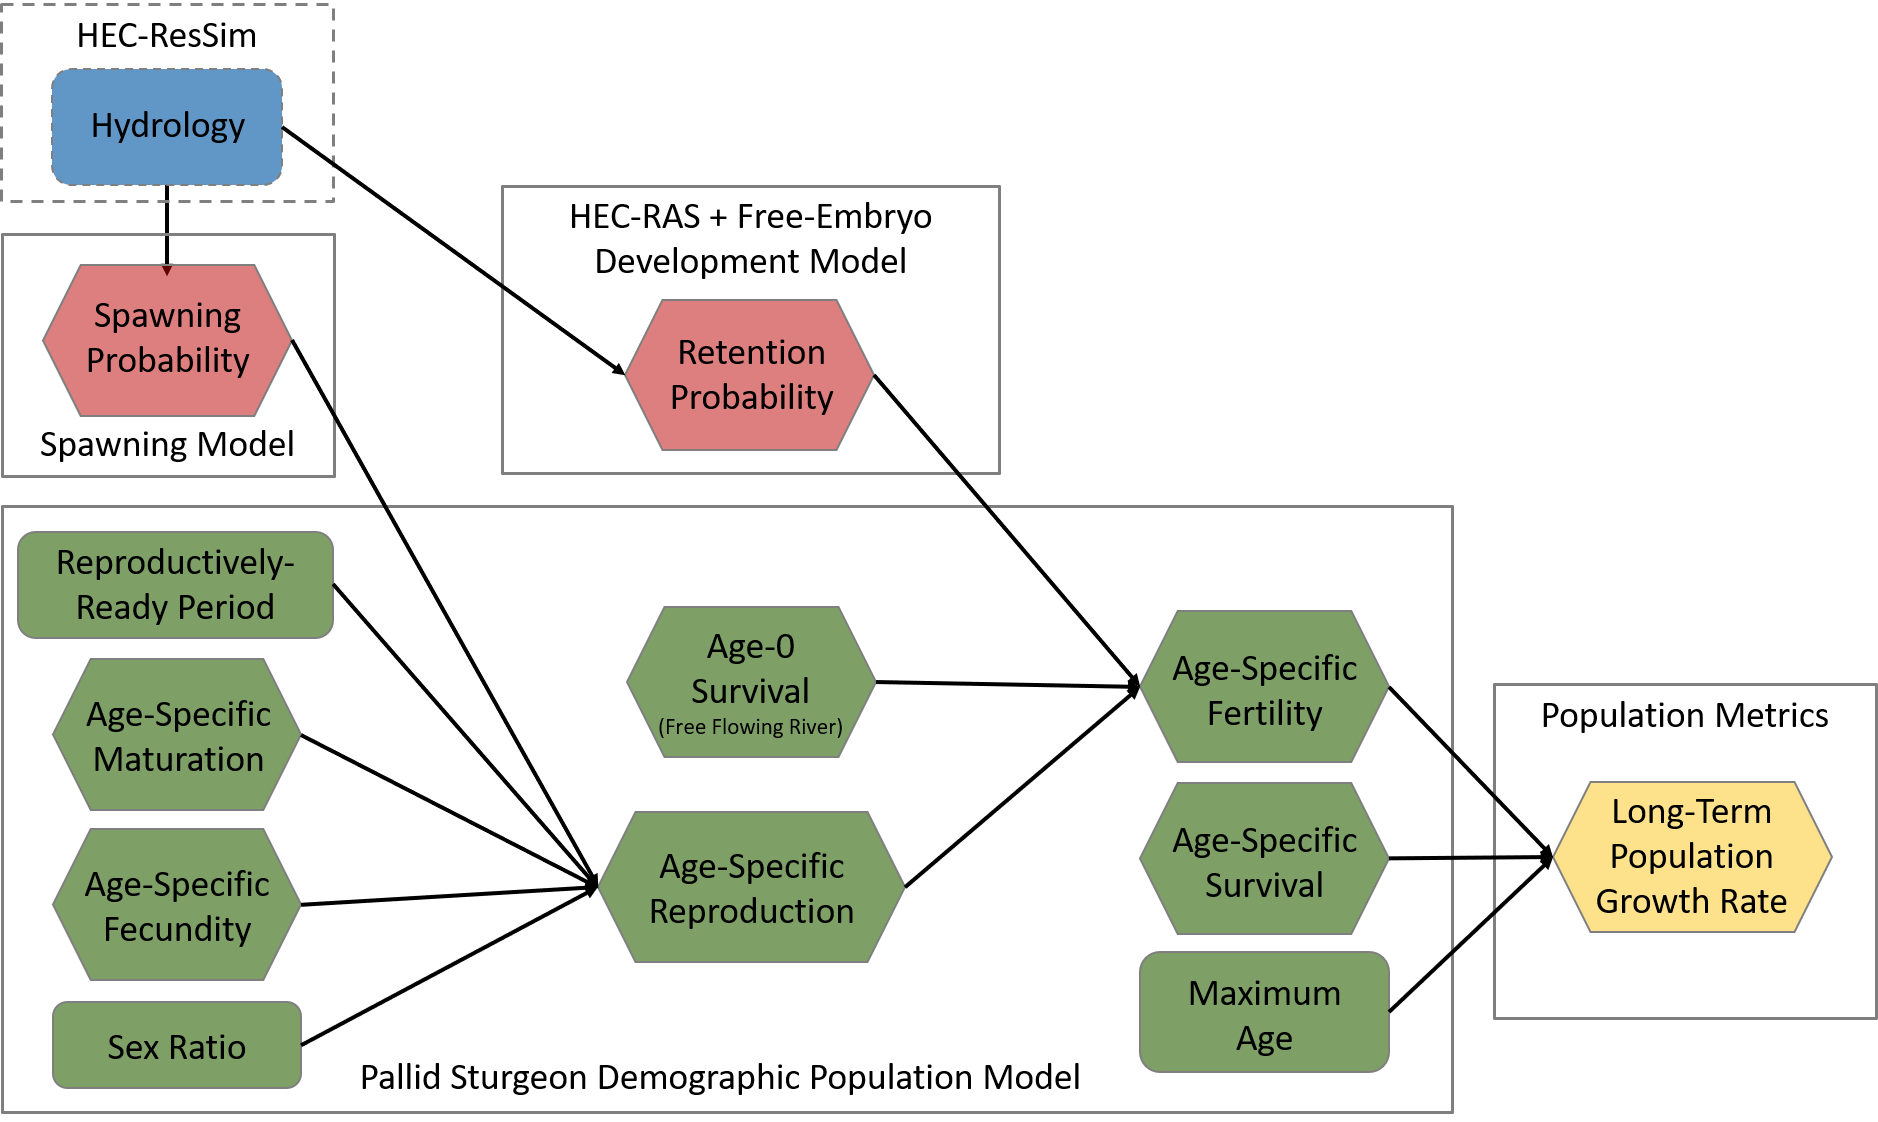 HEC-ResSim
Hydrology
HEC-RAS + Free-Embryo
Development Model
Retention
Probability
Spawning
Probability
Spawning Model
Reproductively-
Ready Period
Age-Specific
Maturation
Age-Specific
Fecundity
Sex Ratio
Age-0
Survival
(Free Flowing River)
Age-Specific
Reproduction
Age-Specific
Fertility
Age-Specific
Survival
Maximum
Age
Pallid Sturgeon Demographic Population Model
Population Metrics
Long-Term
Population
Growth Rate